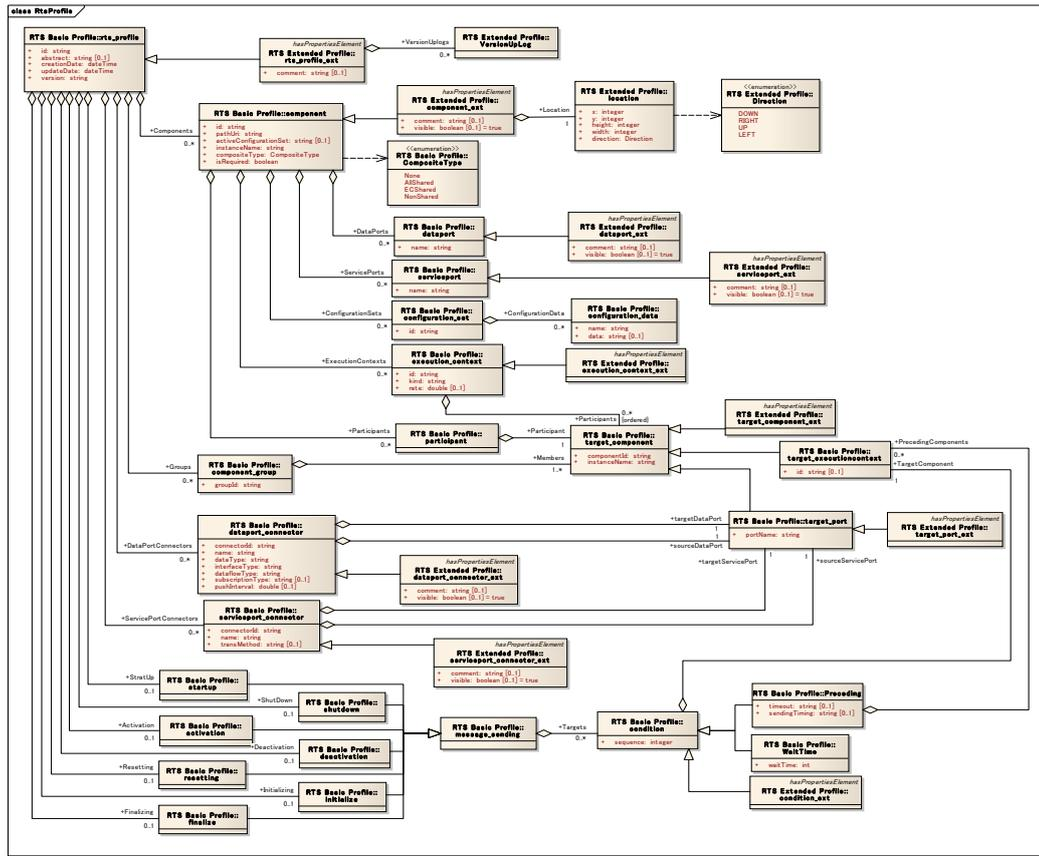 class RtsProfile
RTS Basic Profile::rts_profile
+ id: string
+ abstract: string [0..1]
+ creationDate: dateTime
+ updateDate: dateTime
+ version: string
hasPropertiesElement
RTS Extended Profile::
rts_profile_ext
+ comment: string [0..1]
+VersionUplogs
0..*
RTS Extended Profile::
VersionUpLog
+Components
0..*
RTS Basic Profile::component
+ id: string
+ pathUri: string
+ activeConfigurationSet: string [0..1]
+ instanceName: string
+ compositeType: CompositeType
+ isRequired: boolean
hasPropertiesElement
RTS Extended Profile::
component_ext
+ comment: string [0..1]
+ visible: boolean [0..1] = true
+Location
1
RTS Extended Profile::
location
+ x: integer
+ y: integer
+ height: integer
+ width: integer
+ direction: Direction
<<enumeration>>
RTS Extended Profile::
Direction
DOWN
RIGHT
UP
LEFT
<<enumeration>>
RTS Basic Profile::
CompositeType
None
AllShared
ECShared
NonShared
+DataPorts
0..*
RTS Basic Profile::
dataport
+ name: string
hasPropertiesElement
RTS Extended Profile::
dataport_ext
+ comment: string [0..1]
+ visible: boolean [0..1] = true
+ServicePorts
0..*
RTS Basic Profile::
serviceport
+ name: string
hasPropertiesElement
RTS Extended Profile::
serviceport_ext
+ comment: string [0..1]
+ visible: boolean [0..1] = true
+ConfigurationSets
0..*
RTS Basic Profile::
configuration_set
+ id: string
+ConfigurationData
0..*
RTS Basic Profile::
configuration_data
+ name: string
+ data: string [0..1]
+ExecutionContexts
0..*
RTS Basic Profile::
execution_context
+ id: string
+ kind: string
+ rate: double [0..1]
hasPropertiesElement
RTS Extended Profile::
execution_context_ext
0..*
+Participants {ordered}
+Participants
0..*
RTS Basic Profile::
participant
+Participant
1
RTS Basic Profile::
target_component
+ componentId: string
+ instanceName: string
hasPropertiesElement
RTS Extended Profile::
target_component_ext
RTS Basic Profile::
target_executioncontext
+ id: string [0..1]
+PrecedingComponents
0..*
+TargetComponent
1
+Groups
0..*
RTS Basic Profile::
component_group
+ groupId: string
+Members
1..*
+DataPortConnectors
0..*
RTS Basic Profile::
dataport_connector
+ connectorId: string
+ name: string
+ dataType: string
+ interfaceType: string
+ dataflowType: string
+ subscriptionType: string [0..1]
+ pushInterval: double [0..1]
+targetDataPort
1
1
+sourceDataPort
RTS Basic Profile::target_port
+ portName: string
hasPropertiesElement
RTS Extended Profile::
target_port_ext
+targetServicePort
1
1
+sourceServicePort
hasPropertiesElement
RTS Extended Profile::
dataport_connector_ext
+ comment: string [0..1]
+ visible: boolean [0..1] = true
+ServicePortConnectors
0..*
RTS Basic Profile::
serviceport_connector
+ connectorId: string
+ name: string
+ transMethod: string [0..1]
hasPropertiesElement
RTS Extended Profile::
serviceport_connector_ext
+ comment: string [0..1]
+ visible: boolean [0..1] = true
+StratUp
0..1
RTS Basic Profile::
startup
+ShutDown
0..1
RTS Basic Profile::
shutdown
+Activation
0..1
RTS Basic Profile::
activation
+Deactivation
0..1
RTS Basic Profile::
deactivation
+Resetting
0..1
RTS Basic Profile::
resetting
+Initializing
0..1
RTS Basic Profile::
initialize
+Finalizing
0..1
RTS Basic Profile::
finalize
RTS Basic Profile::
message_sending
+Targets
0..*
RTS Basic Profile::
condition
+ sequence: integer
RTS Basic Profile::Preceding
+ timeout: string [0..1]
+ sendingTiming: string [0..1]
RTS Basic Profile::
WaitTime
+ waitTime: int
hasPropertiesElement
RTS Extended Profile::
condition_ext